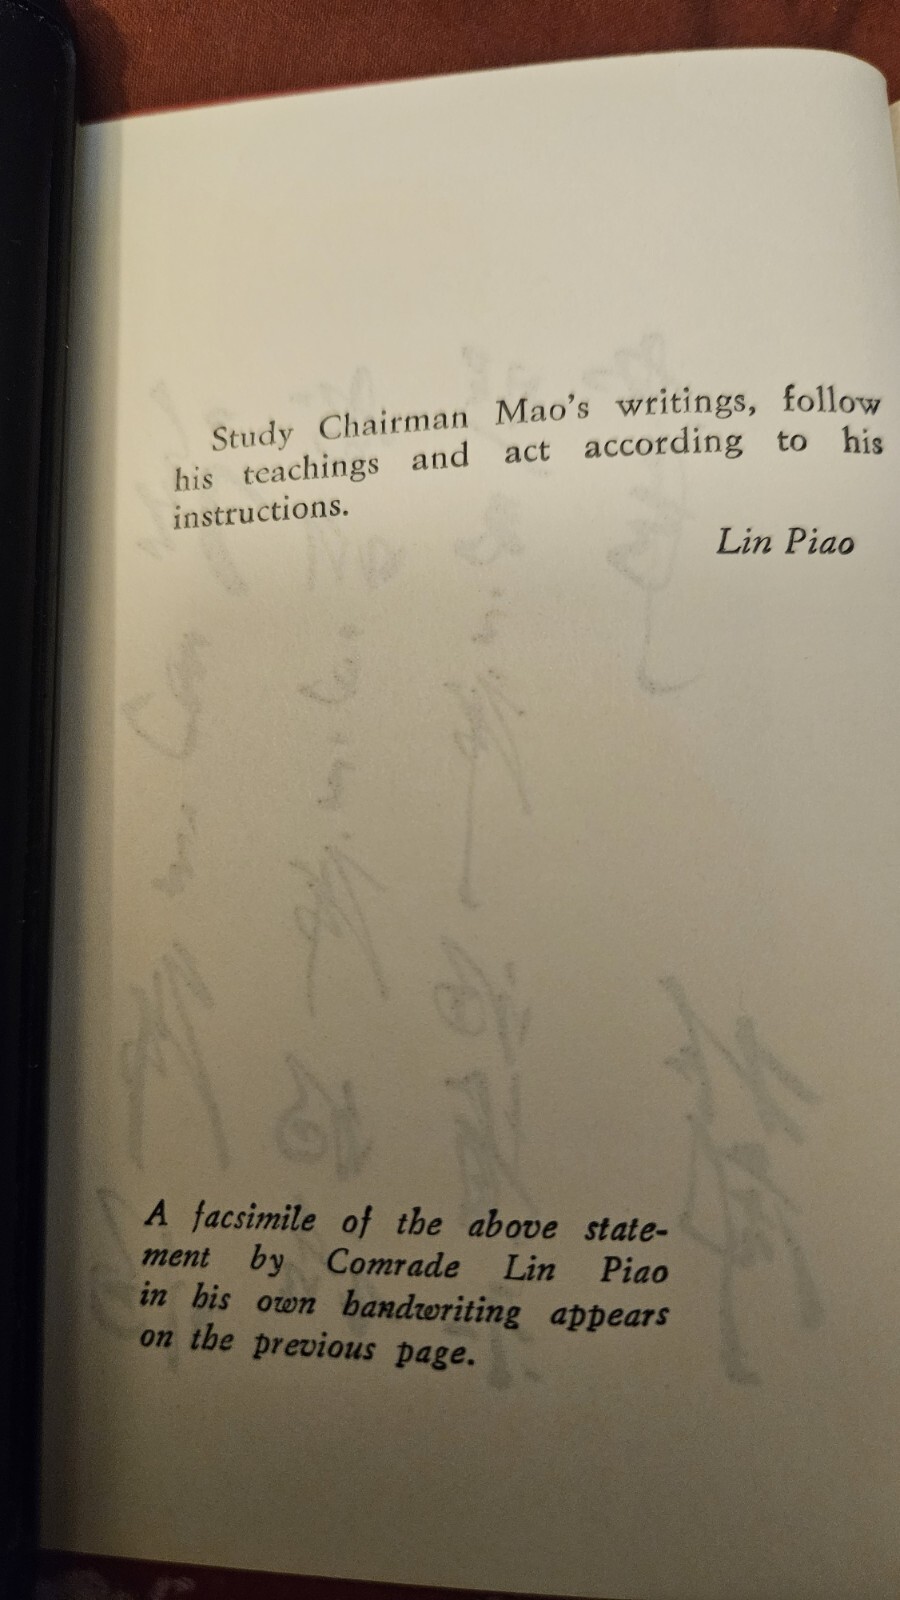 Study Chairman Mao's writings, follow
his teachings and act according to his
instructions.
Lin Piao
A facsimile of the above state-
ment by Comrade Lin Piao
in his own handwriting appears
on the previous page.